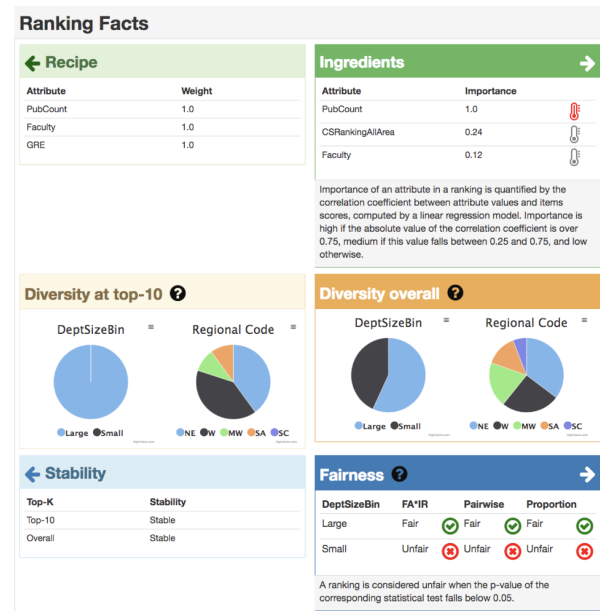 Ranking Facts
Recipe
Attribute Weight
PubCount 1.0
Faculty 1.0
GRE 1.0
Ingredients
Attribute Importance
PubCount 1.0
CSRankingAllArea 0.24
Faculty 0.12
Importance of an attribute in a ranking is quantified by the
correlation coefficient between attribute values and items
scores, computed by a linear regression model. Importance is
high if the absolute value of the correlation coefficient is over
0.75, medium if this value falls between 0.25 and 0.75, and low
otherwise.
Diversity at top-10 ?
DeptSizeBin Regional Code
Large Small NE W MW SA SC
Diversity overall ?
DeptSizeBin Regional Code
Large Small NE W MW SA SC
Stability
Top-K Stability
Top-10 Stable
Overall Stable
Fairness ?
DeptSizeBin FA*IR Pairwise Proportion
Large Fair Fair Fair
Small Unfair Unfair Unfair
A ranking is considered unfair when the p-value of the
corresponding statistical test falls below 0.05.